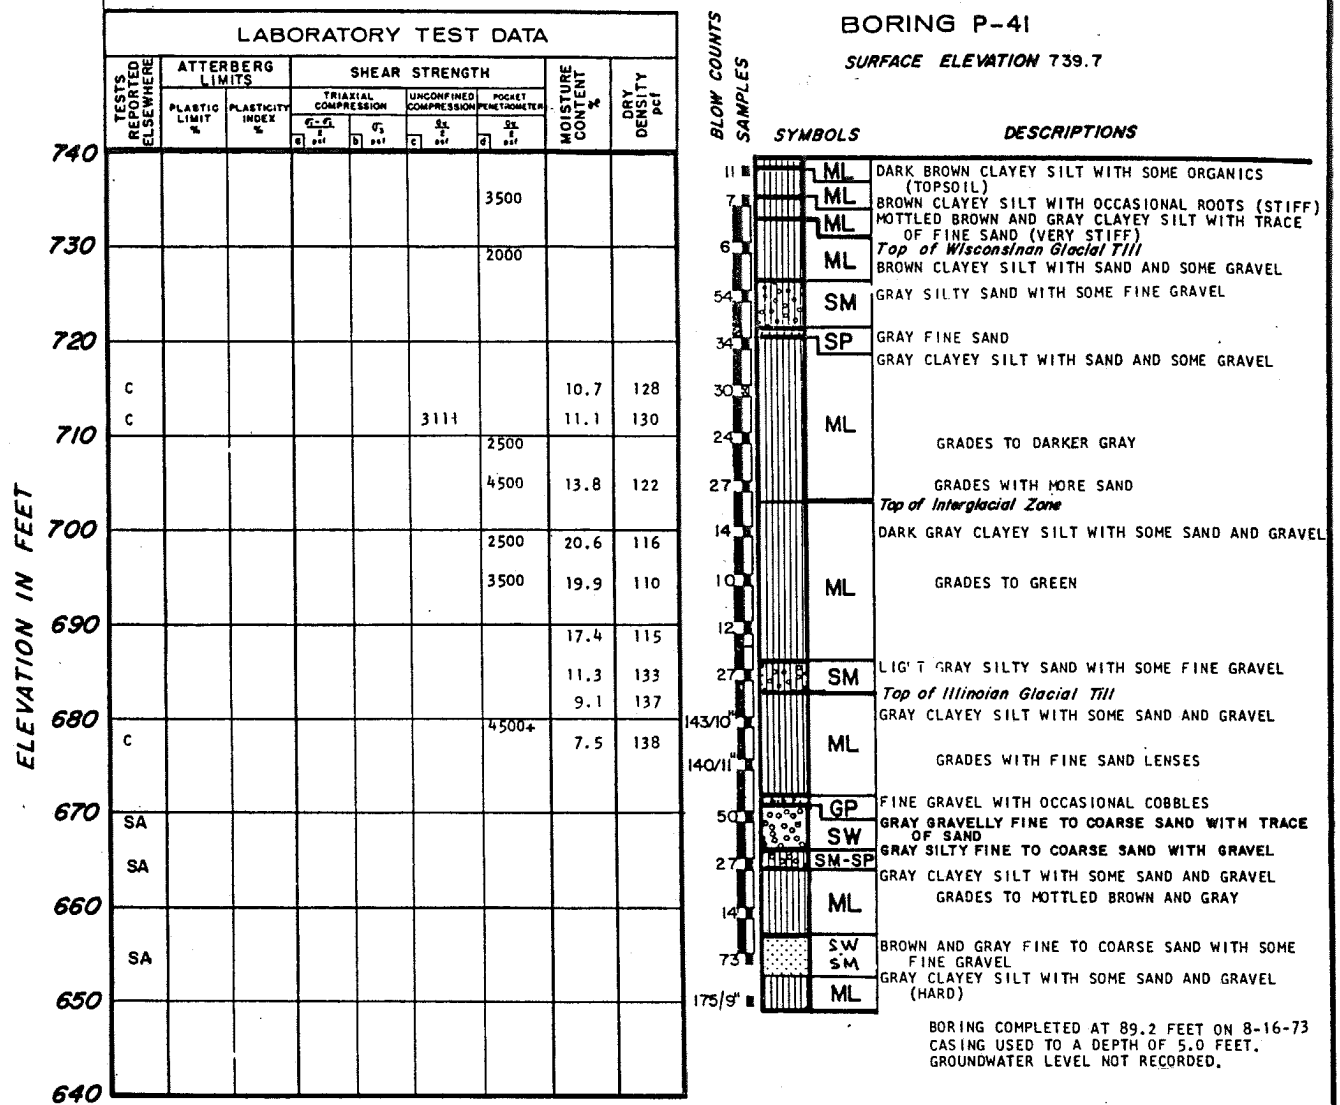 LABORATORY TEST DATA
TESTS REPORTED ELSEWHERE
ATTERBERG LIMITS
SHEAR STRENGTH
MOISTURE CONTENT %
DRY DENSITY pcf
PLASTIC LIMIT %
PLASTICITY INDEX %
TRIAXIAL COMPRESSION
UNCONFINED COMPRESSION
POCKET PENETROMETER
a psf
b psf
c psf
d psf
ELEVATION IN FEET
740
3500
730
2000
720
C 10.7 128
C 11.1 130
710
2500
4500 13.8 122
700
2500 20.6 116
3500 19.9 110
690
17.4 115
11.3 133
9.1 137
680
4500+
C 7.5 138
670
SA
SA
660
SA
650
640
BORING P-41
SURFACE ELEVATION 739.7
BLOW COUNTS
SAMPLES
SYMBOLS
DESCRIPTIONS
11 ML DARK BROWN CLAYEY SILT WITH SOME ORGANICS
(TOPSOIL)
7 ML BROWN CLAYEY SILT WITH OCCASIONAL ROOTS (STIFF)
ML MOTTLED BROWN AND GRAY CLAYEY SILT WITH TRACE
OF FINE SAND (VERY STIFF)
6 Top of Wisconsinan Glacial Till
ML BROWN CLAYEY SILT WITH SAND AND SOME GRAVEL
54 SM GRAY SILTY SAND WITH SOME FINE GRAVEL
34 SP GRAY FINE SAND
GRAY CLAYEY SILT WITH SAND AND SOME GRAVEL
30
ML
24 GRADES TO DARKER GRAY
27 GRADES WITH MORE SAND
Top of Interglacial Zone
14 DARK GRAY CLAYEY SILT WITH SOME SAND AND GRAVEL
10 ML GRADES TO GREEN
12
27 SM GRAY SILTY SAND WITH SOME FINE GRAVEL
Top of Illinoian Glacial Till
143/10" GRAY CLAYEY SILT WITH SOME SAND AND GRAVEL
ML
140/11" GRADES WITH FINE SAND LENSES
GP FINE GRAVEL WITH OCCASIONAL COBBLES
50 SW GRAY GRAVELLY FINE TO COARSE SAND WITH TRACE
OF SAND
27 SM-SP GRAY SILTY FINE TO COARSE SAND WITH GRAVEL
GRAY CLAYEY SILT WITH SOME SAND AND GRAVEL
ML GRADES TO MOTTLED BROWN AND GRAY
14
SW BROWN AND GRAY FINE TO COARSE SAND WITH SOME
73 SM FINE GRAVEL
GRAY CLAYEY SILT WITH SOME SAND AND GRAVEL
175/9" ML (HARD)
BORING COMPLETED AT 89.2 FEET ON 8-16-73
CASING USED TO A DEPTH OF 5.0 FEET.
GROUNDWATER LEVEL NOT RECORDED.